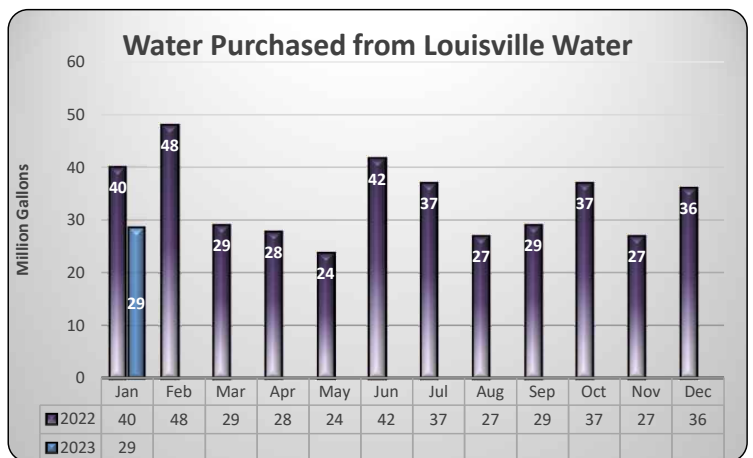 Water Purchased from Louisville Water
Million Gallons
60
50
40
30
20
10
0
40 29 48 29 28 24 42 37 27 29 37 27 36
Jan Feb Mar Apr May Jun Jul Aug Sep Oct Nov Dec
2022 40 48 29 28 24 42 37 27 29 37 27 36
2023 29